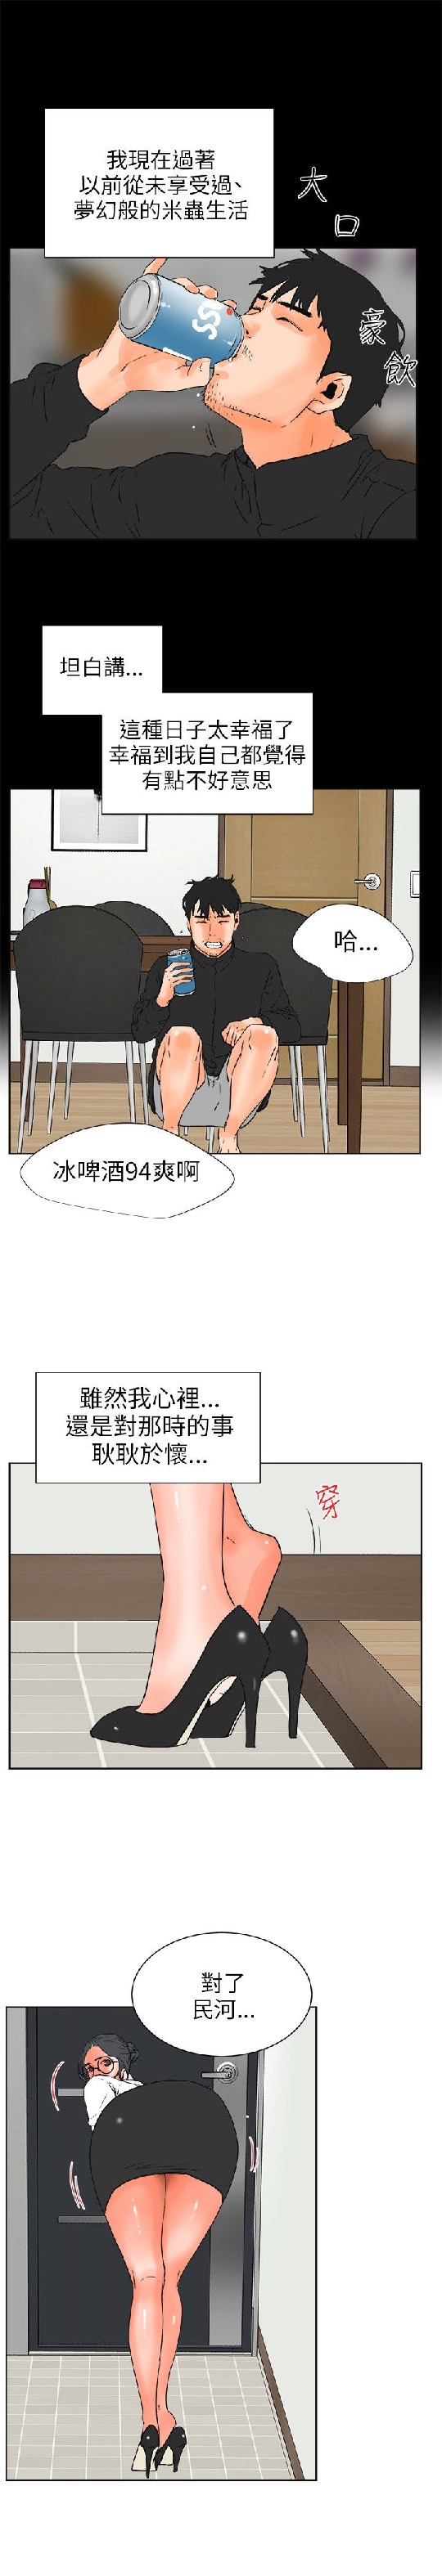 我現在過著
以前從未享受過、
夢幻般的米蟲生活
大
口
豪
飲
坦白講...
這種日子太幸福了
幸福到我自己都覺得
有點不好意思
哈...
冰啤酒94爽啊
雖然我心裡...
還是對那時的事
耿耿於懷...
穿
對了
民河...